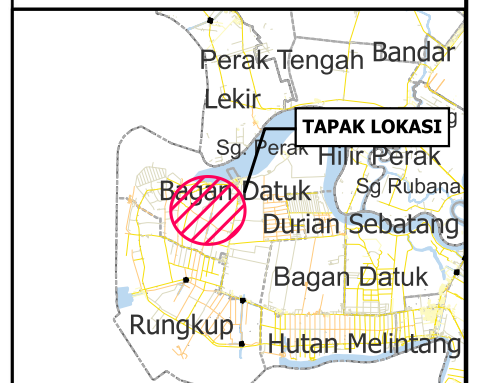 Perak Tengah
Bandar
Lekir
TAPAK LOKASI
Sg. Perak
Hilir Perak
Bagan Datuk
Sg Rubana
Durian Sebatang
Bagan Datuk
Rungkup
Hutan Melintang